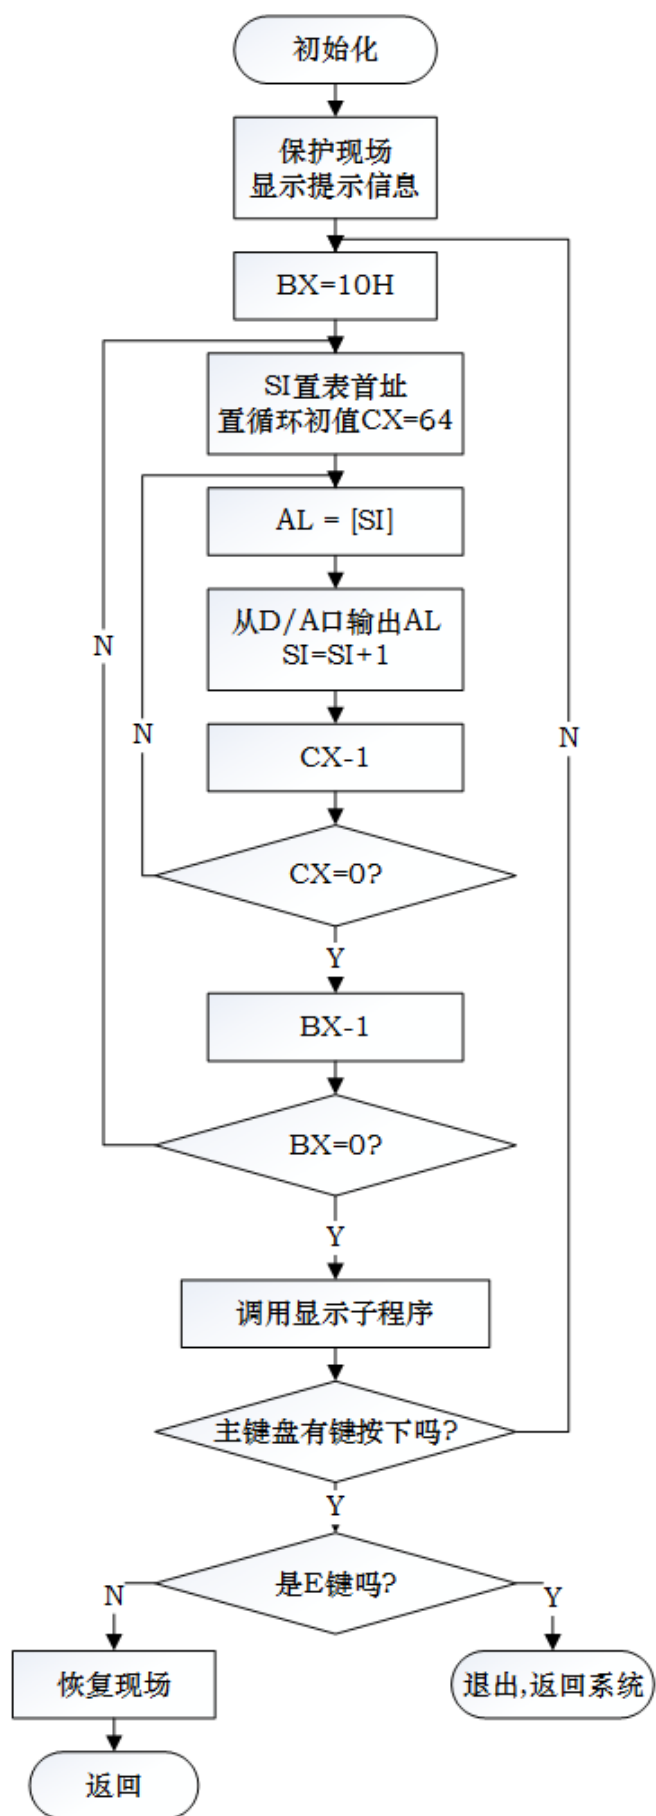 初始化
保护现场
显示提示信息
BX=10H
SI置表首址
置循环初值CX=64
AL = [SI]
从D/A口输出AL
SI=SI+1
N
N
N
CX-1
CX=0?
Y
BX-1
BX=0?
Y
调用显示子程序
主键盘有键按下吗?
Y
是E键吗?
N
Y
恢复现场
退出,返回系统
返回